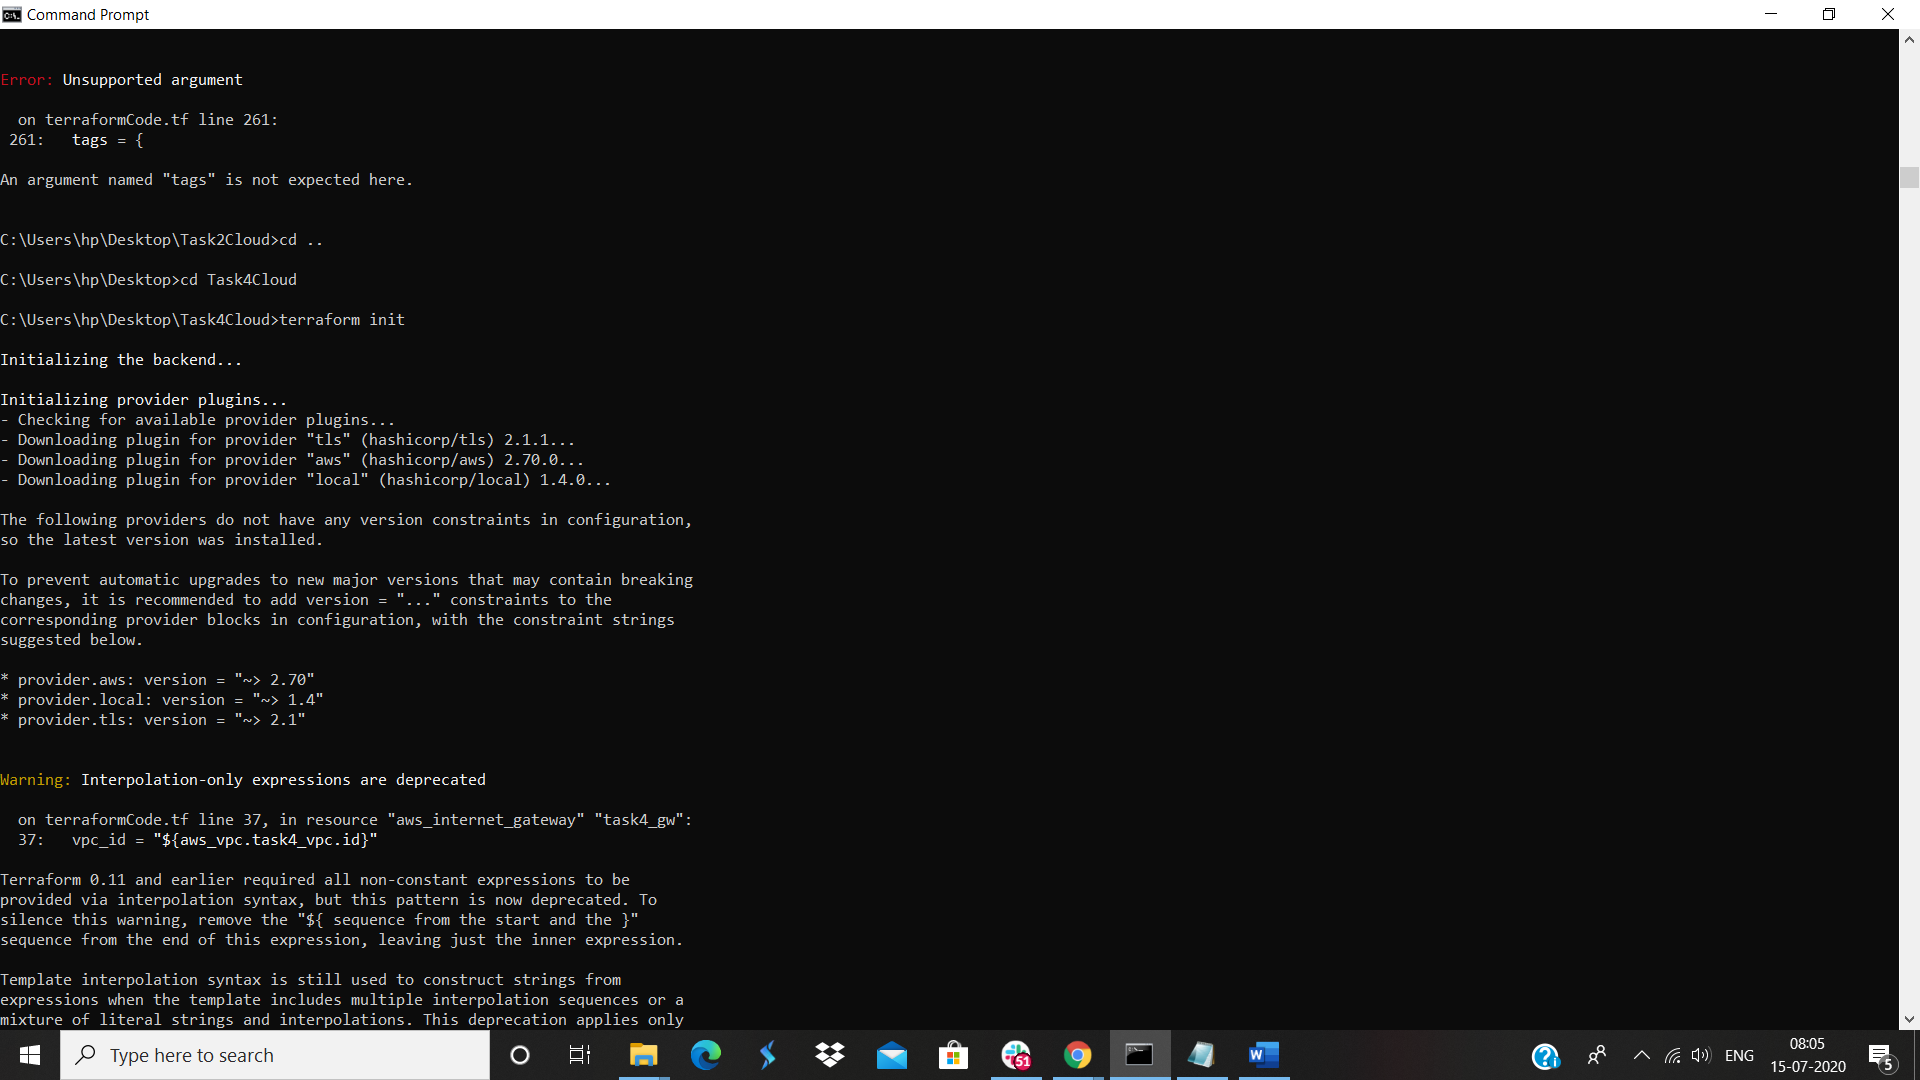 Command Prompt
Error: Unsupported argument
on terraformCode.tf line 261:
261:   tags = {
An argument named "tags" is not expected here.
C:\Users\hp\Desktop\Task2Cloud>cd ..
C:\Users\hp\Desktop>cd Task4Cloud
C:\Users\hp\Desktop\Task4Cloud>terraform init
Initializing the backend...
Initializing provider plugins...
- Checking for available provider plugins...
- Downloading plugin for provider "tls" (hashicorp/tls) 2.1.1...
- Downloading plugin for provider "aws" (hashicorp/aws) 2.70.0...
- Downloading plugin for provider "local" (hashicorp/local) 1.4.0...
The following providers do not have any version constraints in configuration,
so the latest version was installed.
To prevent automatic upgrades to new major versions that may contain breaking
changes, it is recommended to add version = "..." constraints to the
corresponding provider blocks in configuration, with the constraint strings
suggested below.
* provider.aws: version = "~> 2.70"
* provider.local: version = "~> 1.4"
* provider.tls: version = "~> 2.1"
Warning: Interpolation-only expressions are deprecated
on terraformCode.tf line 37, in resource "aws_internet_gateway" "task4_gw":
37:   vpc_id = "${aws_vpc.task4_vpc.id}"
Terraform 0.11 and earlier required all non-constant expressions to be
provided via interpolation syntax, but this pattern is now deprecated. To
silence this warning, remove the "${ sequence from the start and the }"
sequence from the end of this expression, leaving just the inner expression.
Template interpolation syntax is still used to construct strings from
expressions when the template includes multiple interpolation sequences or a
mixture of literal strings and interpolations. This deprecation applies only
Type here to search
51
W
ENG
08:05
15-07-2020
5